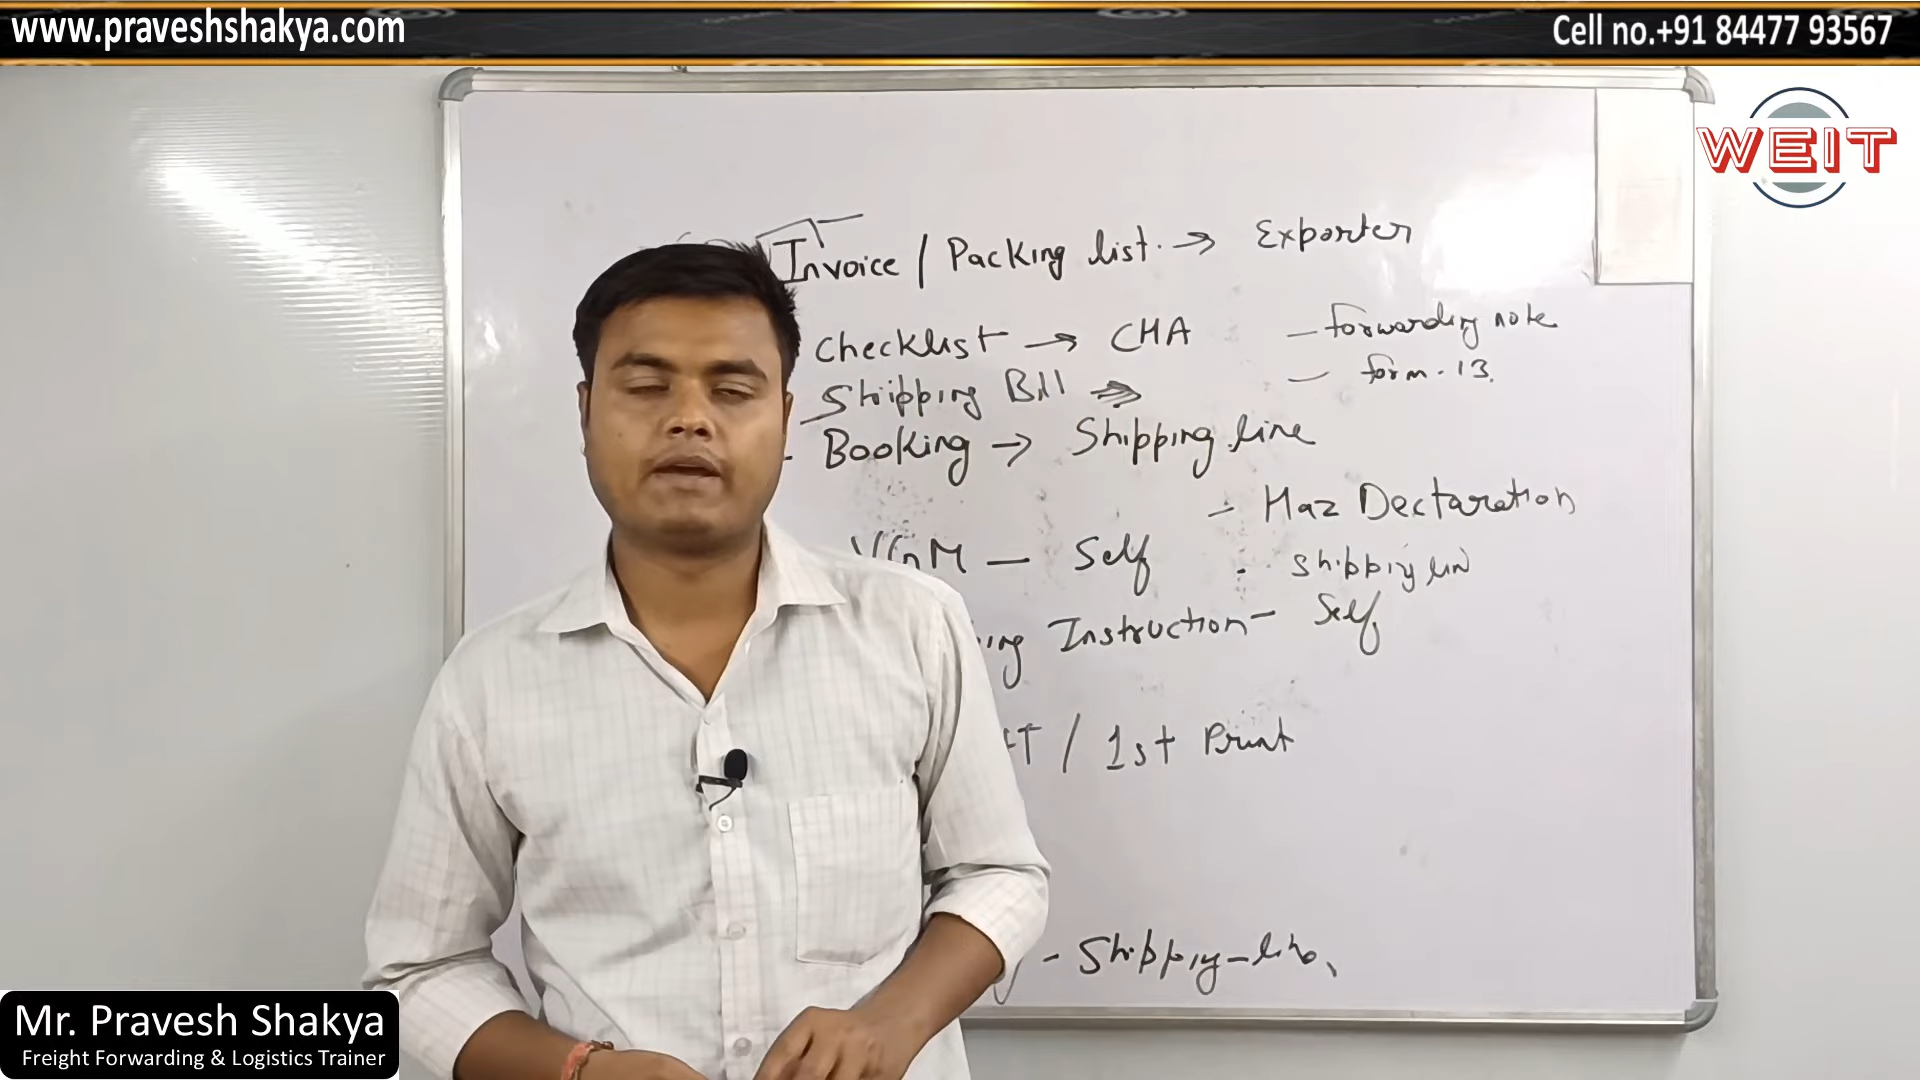 www.praveshshakya.com
Cell no.+91 84477 93567
WEIT
Invoice / Packing list. → Exporter
Checklist → CHA
- forwarding note
Shipping Bill →
- form.13.
- Booking → Shipping line
- Haz Declaration
VGM - Self
. Shipping lin
Instruction - Self
/ 1st Print
- Shipping-line,
Mr. Pravesh Shakya
Freight Forwarding & Logistics Trainer